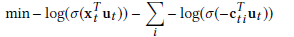 min − log(σ(x_t^T u_t)) − ∑_i − log(σ(−c_{ti}^T u_t))